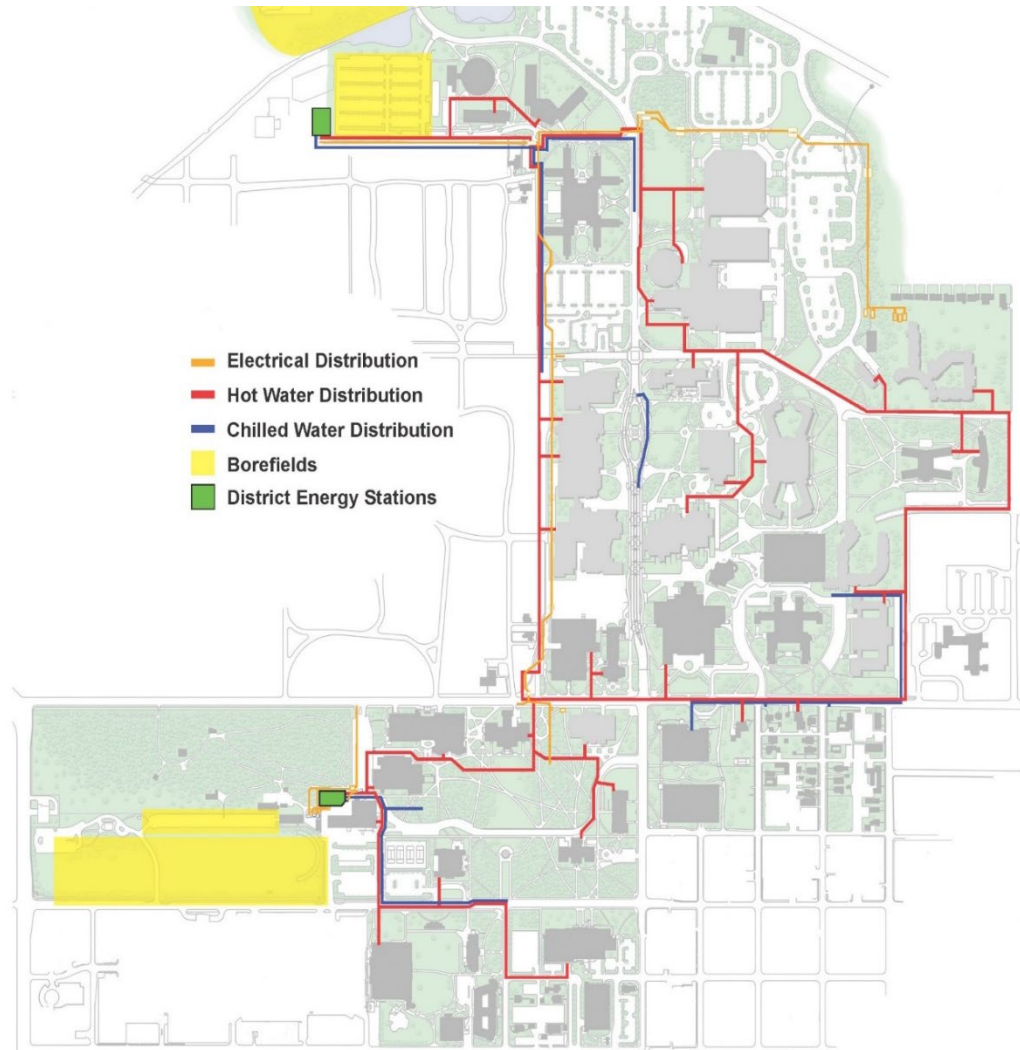 Electrical Distribution
Hot Water Distribution
Chilled Water Distribution
Borefields
District Energy Stations